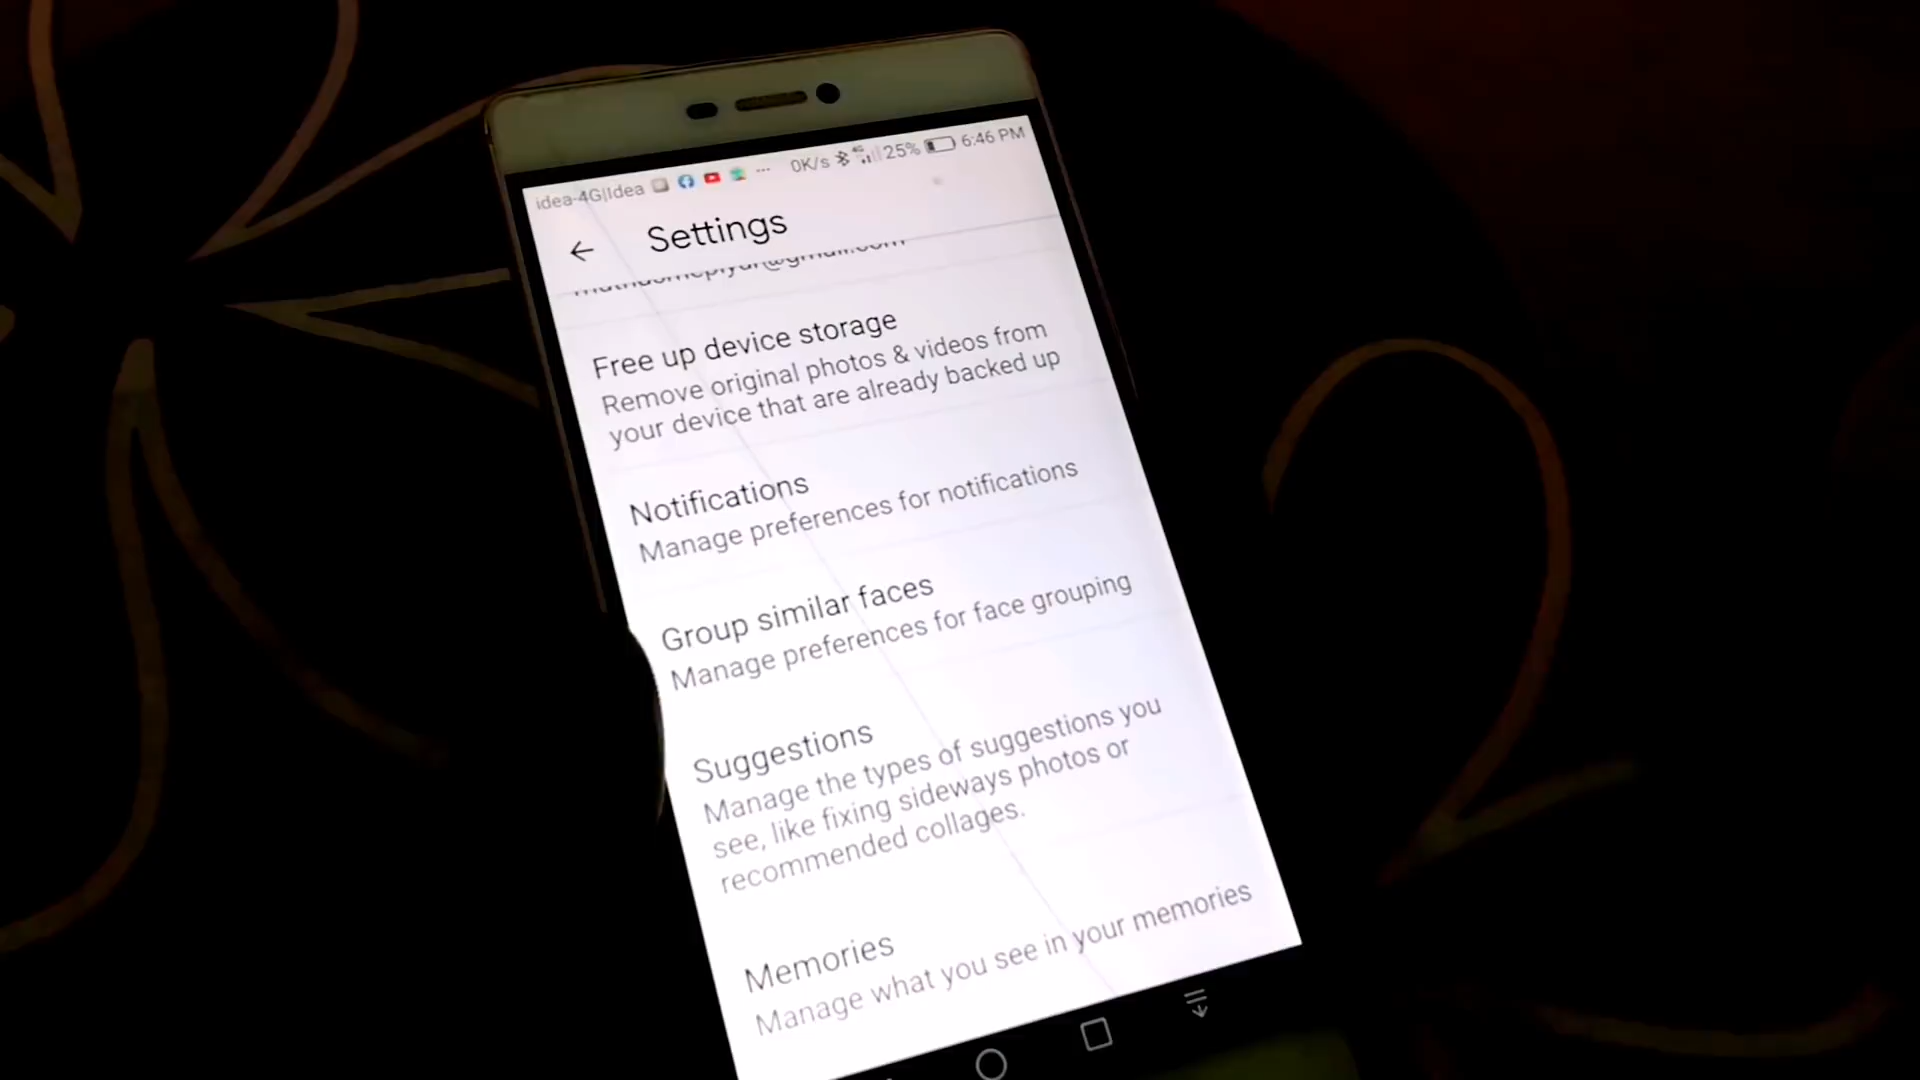 idea-4G|Idea 0K/s 4G 25% 6:46 PM
Settings
Free up device storage
Remove original photos & videos from
your device that are already backed up
Notifications
Manage preferences for notifications
Group similar faces
Manage preferences for face grouping
Suggestions
Manage the types of suggestions you
see, like fixing sideways photos or
recommended collages.
Memories
Manage what you see in your memories